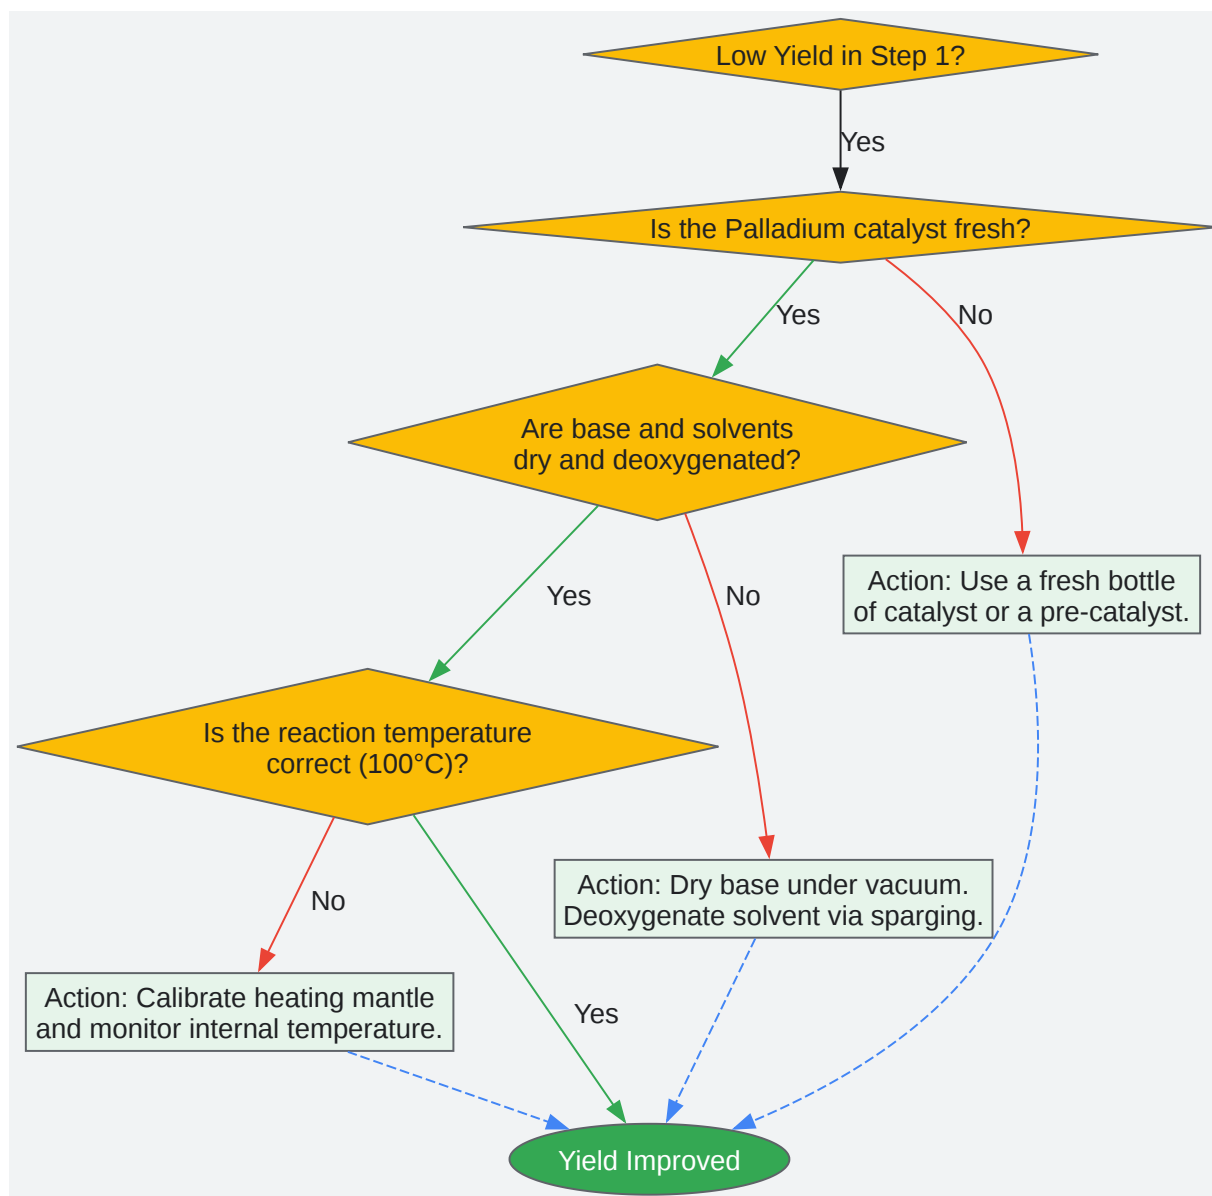 Low Yield in Step 1?
Yes
Is the Palladium catalyst fresh?
Yes
No
Are base and solvents
dry and deoxygenated?
Yes
No
Action: Use a fresh bottle
of catalyst or a pre-catalyst.
Is the reaction temperature
correct (100°C)?
No
Yes
Action: Dry base under vacuum.
Deoxygenate solvent via sparging.
Action: Calibrate heating mantle
and monitor internal temperature.
Yield Improved